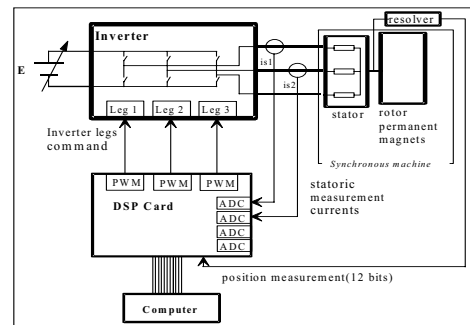 resolver
Inverter
E
is1
is2
Leg 1 Leg 2 Leg 3
stator
rotor
permanent
magnets
Inverter legs
command
Synchronous machine
PWM PWM PWM
statoric
measurement
currents
DSP Card
ADC
ADC
ADC
ADC
position measurement(12 bits)
Computer